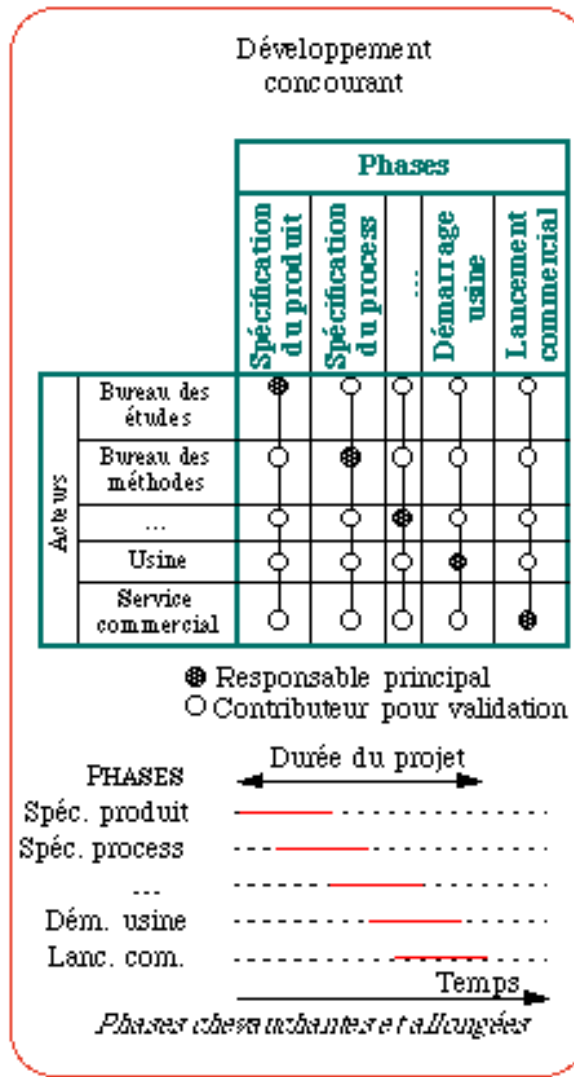 Développement
concourant
Phases
Spécification
du produit
Spécification
du process
...
Démarrage
usine
Lancement
commercial
Acteurs
Bureau des
études
Bureau des
méthodes
...
Usine
Service
commercial
Responsable principal
Contributeur pour validation
Durée du projet
PHASES
Spéc. produit
Spéc. process
...
Dém. usine
Lanc. com.
Temps
Phases chevauchantes et allongées